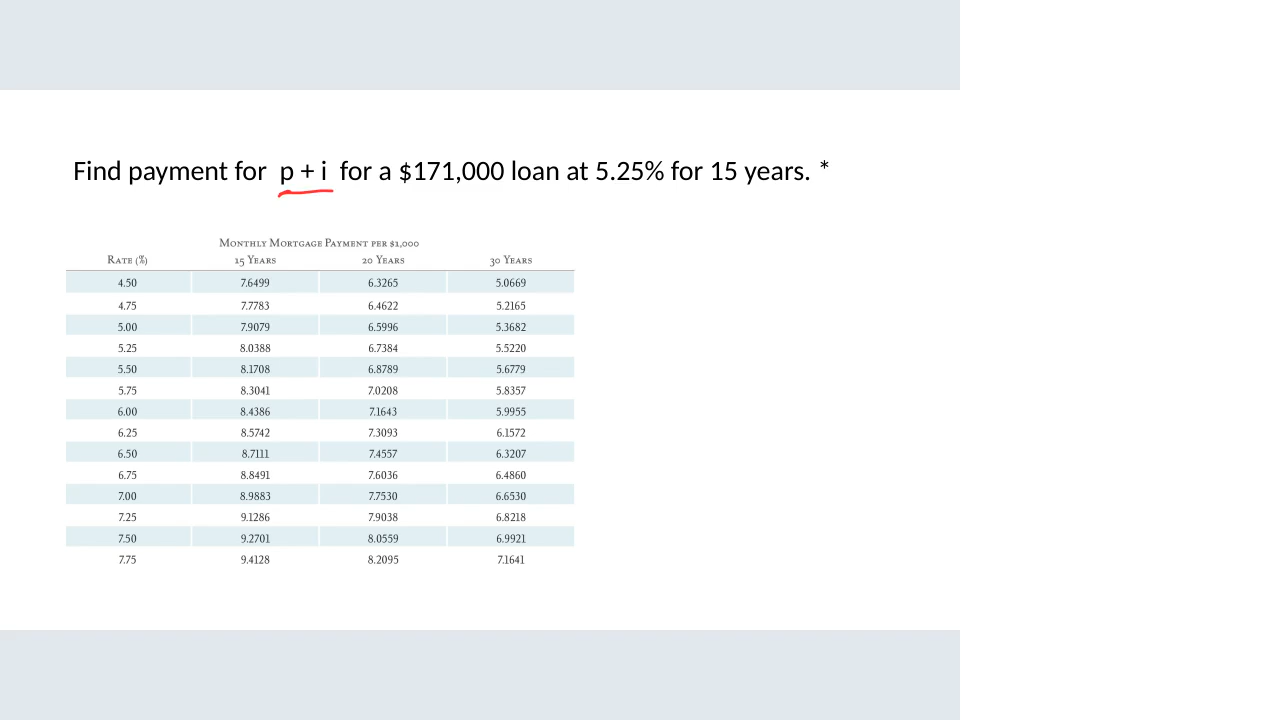 Find payment for p + i for a $171,000 loan at 5.25% for 15 years. *
Monthly Mortgage Payment per $1,000
Rate (%) 15 Years 20 Years 30 Years
4.50 7.6499 6.3265 5.0669
4.75 7.7783 6.4622 5.2165
5.00 7.9079 6.5996 5.3682
5.25 8.0388 6.7384 5.5220
5.50 8.1708 6.8789 5.6779
5.75 8.3041 7.0208 5.8357
6.00 8.4386 7.1643 5.9955
6.25 8.5742 7.3093 6.1572
6.50 8.7111 7.4557 6.3207
6.75 8.8491 7.6036 6.4860
7.00 8.9883 7.7530 6.6530
7.25 9.1286 7.9038 6.8218
7.50 9.2701 8.0559 6.9921
7.75 9.4128 8.2095 7.1641